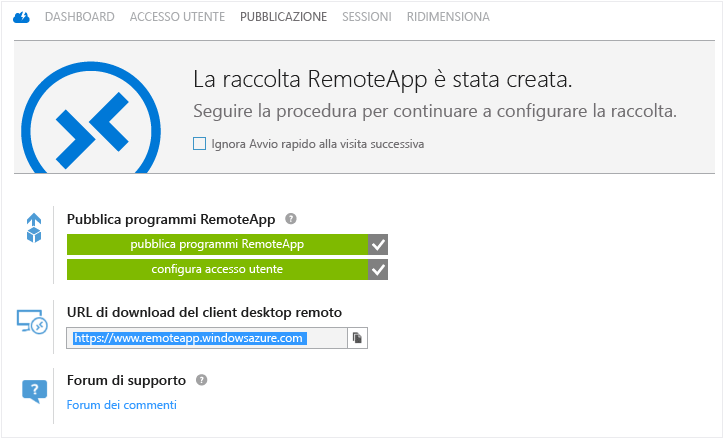 DASHBOARD ACCESSO UTENTE PUBBLICAZIONE SESSIONI RIDIMENSIONA
La raccolta RemoteApp è stata creata.
Seguire la procedura per continuare a configurare la raccolta.
Ignora Avvio rapido alla visita successiva
Pubblica programmi RemoteApp ?
pubblica programmi RemoteApp
configura accesso utente
URL di download del client desktop remoto
https://www.remoteapp.windowsazure.com
Forum di supporto ?
Forum dei commenti